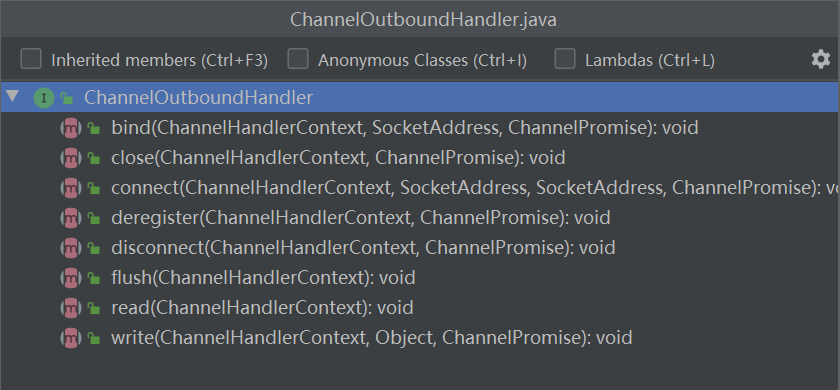 ChannelOutboundHandler.java
Inherited members (Ctrl+F3) Anonymous Classes (Ctrl+I) Lambdas (Ctrl+L)
I ChannelOutboundHandler
m bind(ChannelHandlerContext, SocketAddress, ChannelPromise): void
m close(ChannelHandlerContext, ChannelPromise): void
m connect(ChannelHandlerContext, SocketAddress, SocketAddress, ChannelPromise): v
m deregister(ChannelHandlerContext, ChannelPromise): void
m disconnect(ChannelHandlerContext, ChannelPromise): void
m flush(ChannelHandlerContext): void
m read(ChannelHandlerContext): void
m write(ChannelHandlerContext, Object, ChannelPromise): void